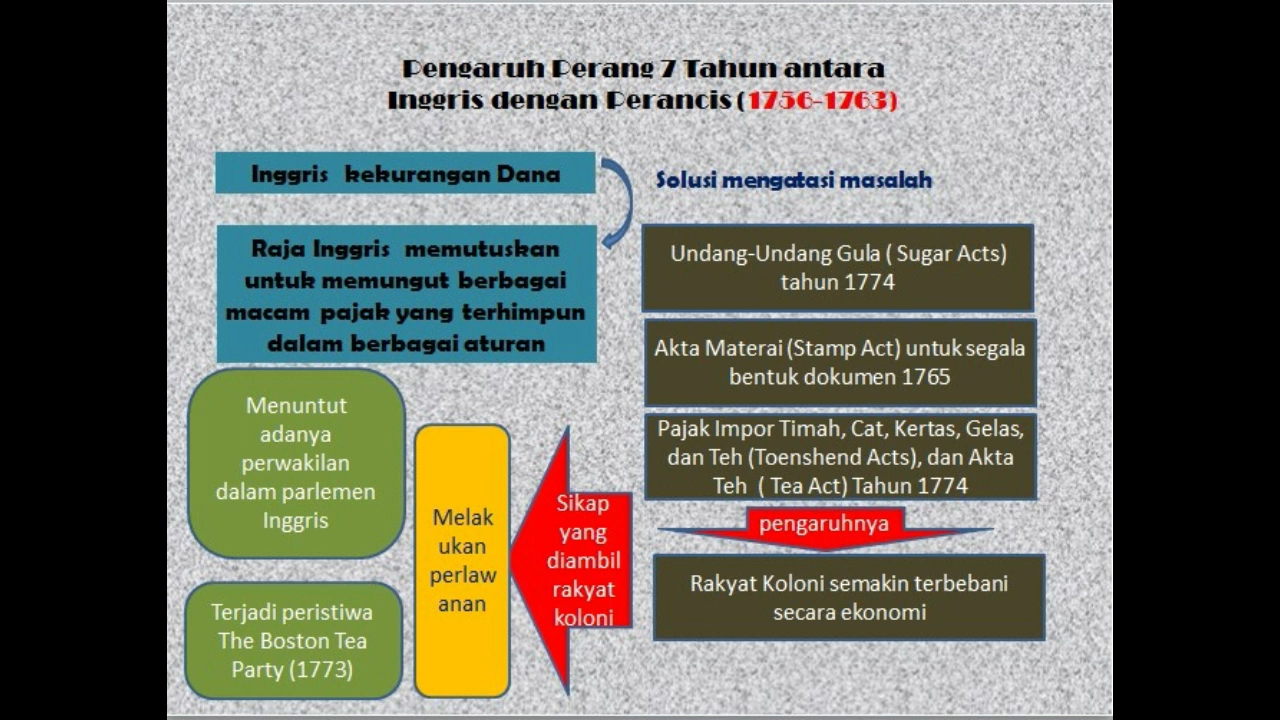 Pengaruh Perang 7 Tahun antara
Inggris dengan Perancis (1756-1763)
Inggris kekurangan Dana
Raja Inggris memutuskan
untuk memungut berbagai
macam pajak yang terhimpun
dalam berbagai aturan
Solusi mengatasi masalah
Undang-Undang Gula ( Sugar Acts)
tahun 1774
Akta Materai (Stamp Act) untuk segala
bentuk dokumen 1765
Pajak Impor Timah, Cat, Kertas, Gelas,
dan Teh (Toenshend Acts), dan Akta
Teh ( Tea Act) Tahun 1774
pengaruhnya
Rakyat Koloni semakin terbebani
secara ekonomi
Sikap
yang
diambil
rakyat
koloni
Melak
ukan
perlaw
anan
Menuntut
adanya
perwakilan
dalam parlemen
Inggris
Terjadi peristiwa
The Boston Tea
Party (1773)